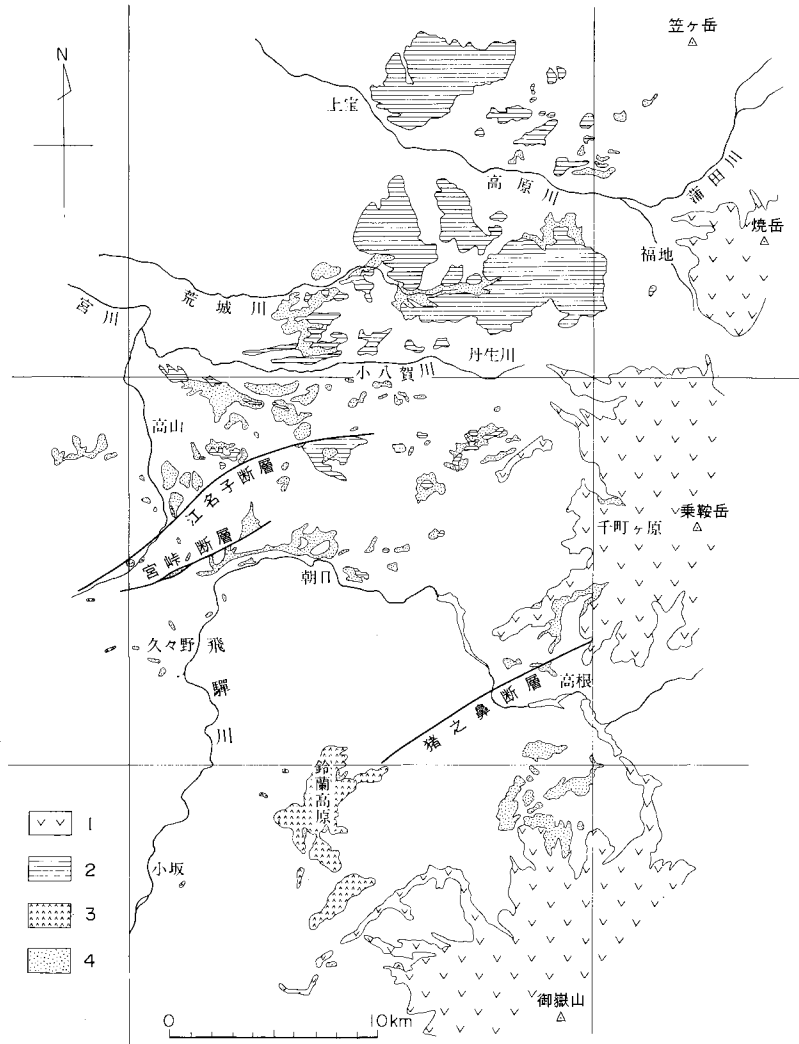 笠ヶ岳
N
上宝
高原川
蒲田川
焼岳
福地
荒城川
宮川
丹生川
小八賀川
高山
江名子断層
乗鞍岳
千町ヶ原
宮峠断層
朝日
久々野
飛驒川
高根
猪之鼻断層
鈴蘭高原
1
2
小坂
3
4
御嶽山
0 10km